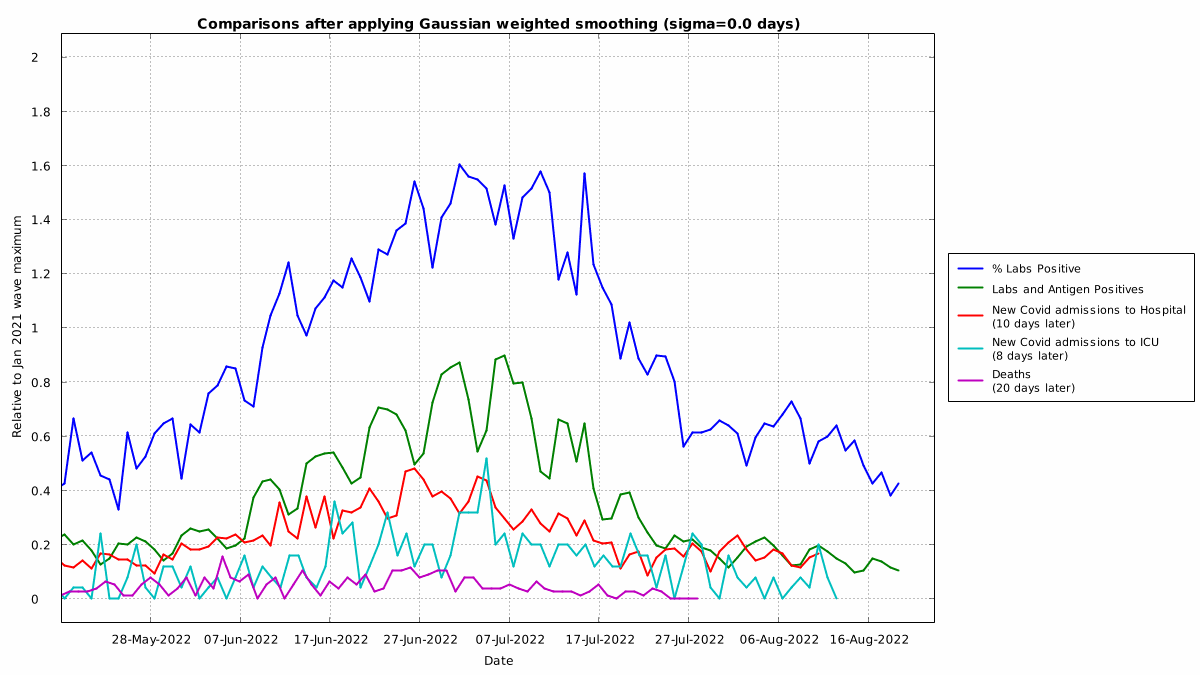 Comparisons after applying Gaussian weighted smoothing (sigma=0.0 days)
2
1.8
1.6
1.4
1.2
1
0.8
0.6
0.4
0.2
0
Relative to Jan 2021 wave maximum
28-May-2022 07-Jun-2022 17-Jun-2022 27-Jun-2022 07-Jul-2022 17-Jul-2022 27-Jul-2022 06-Aug-2022 16-Aug-2022
Date
% Labs Positive
Labs and Antigen Positives
New Covid admissions to Hospital
(10 days later)
New Covid admissions to ICU
(8 days later)
Deaths
(20 days later)